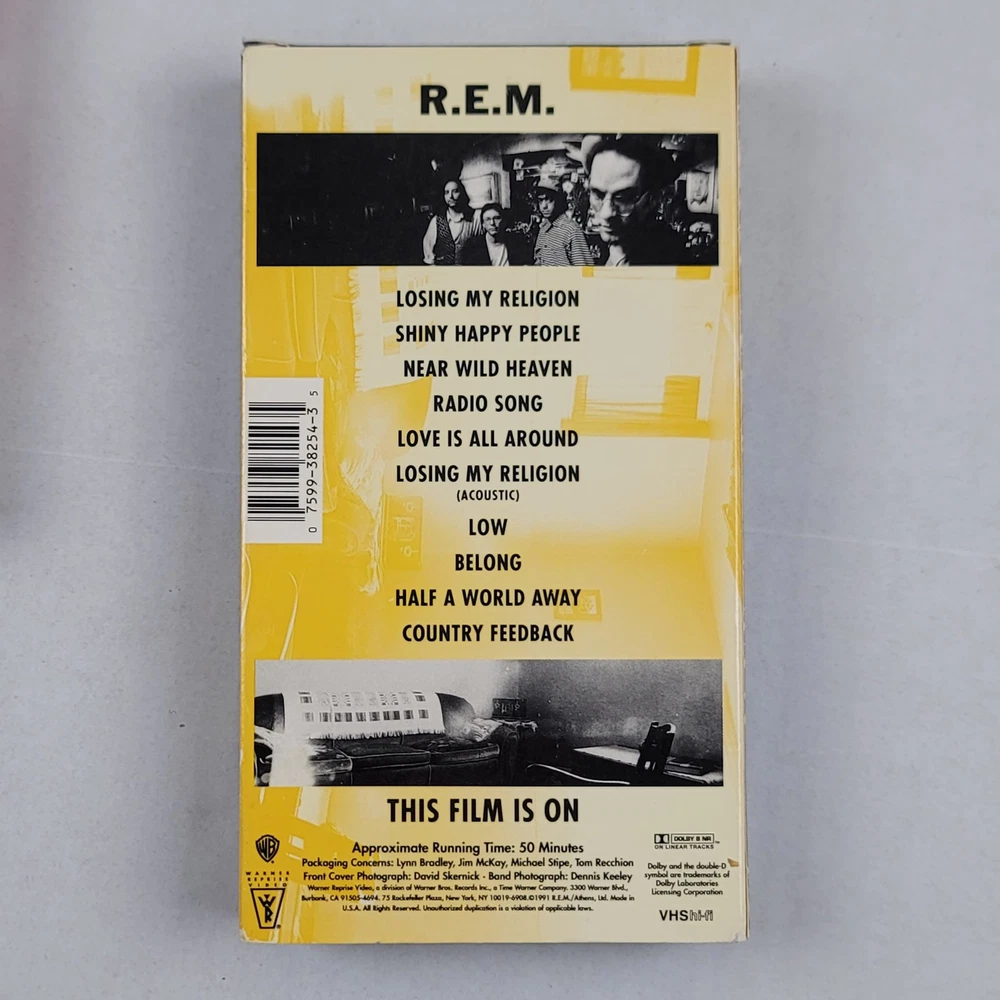 R.E.M.
LOSING MY RELIGION
SHINY HAPPY PEOPLE
NEAR WILD HEAVEN
RADIO SONG
LOVE IS ALL AROUND
LOSING MY RELIGION
(ACOUSTIC)
LOW
BELONG
HALF A WORLD AWAY
COUNTRY FEEDBACK
0 7599-38254-3 5
THIS FILM IS ON
Approximate Running Time: 50 Minutes
Packaging Concerns: Lynn Bradley, Jim McKay, Michael Stipe, Tom Recchion
Front Cover Photograph: David Skernick - Band Photograph: Dennis Keeley
Warner Reprise Video, a division of Warner Bros. Records Inc., a Time Warner Company. 3300 Warner Blvd.,
Burbank, CA 91505-4694. 75 Rockefeller Plaza, New York, NY 10019-6908.©1991 R.E.M./Athens, Ltd. Made in
U.S.A. All Rights Reserved. Unauthorized duplication is a violation of applicable laws.
WB
WARNER
REPRISE
VIDEO
DOLBY B NR
ON LINEAR TRACKS
TM
Dolby and the double-D
symbol are trademarks of
Dolby Laboratories
Licensing Corporation
VHS hi-fi